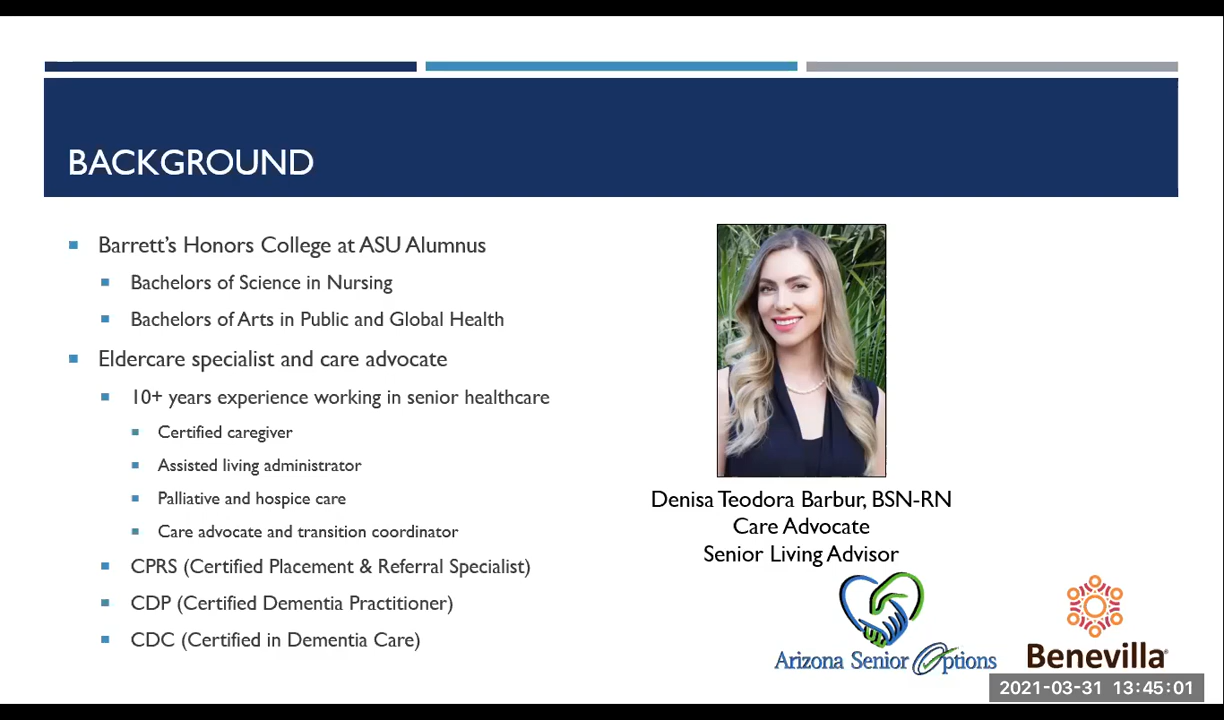 BACKGROUND
Barrett's Honors College at ASU Alumnus
Bachelors of Science in Nursing
Bachelors of Arts in Public and Global Health
Eldercare specialist and care advocate
10+ years experience working in senior healthcare
Certified caregiver
Assisted living administrator
Palliative and hospice care
Care advocate and transition coordinator
CPRS (Certified Placement & Referral Specialist)
CDP (Certified Dementia Practitioner)
CDC (Certified in Dementia Care)
Denisa Teodora Barbur, BSN-RN
Care Advocate
Senior Living Advisor
Arizona Senior Options
Benevilla®
2021-03-31 13:45:01